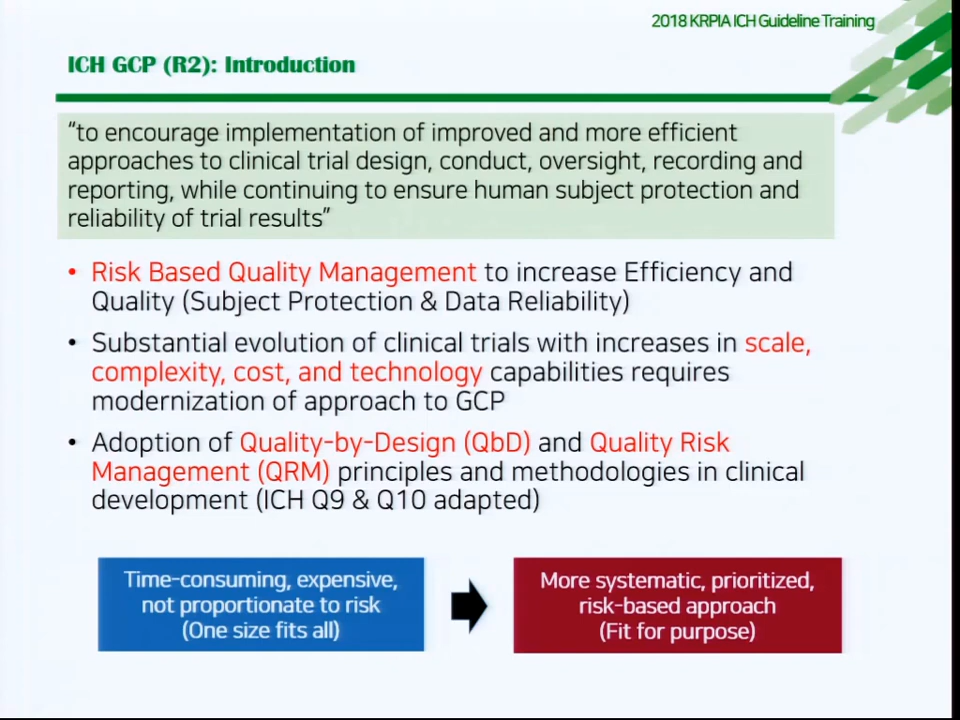 2018 KRPIA ICH Guideline Training
ICH GCP (R2): Introduction
“to encourage implementation of improved and more efficient
approaches to clinical trial design, conduct, oversight, recording and
reporting, while continuing to ensure human subject protection and
reliability of trial results”
• Risk Based Quality Management to increase Efficiency and
Quality (Subject Protection & Data Reliability)
• Substantial evolution of clinical trials with increases in scale,
complexity, cost, and technology capabilities requires
modernization of approach to GCP
• Adoption of Quality-by-Design (QbD) and Quality Risk
Management (QRM) principles and methodologies in clinical
development (ICH Q9 & Q10 adapted)
Time-consuming, expensive,
not proportionate to risk
(One size fits all)
More systematic, prioritized,
risk-based approach
(Fit for purpose)